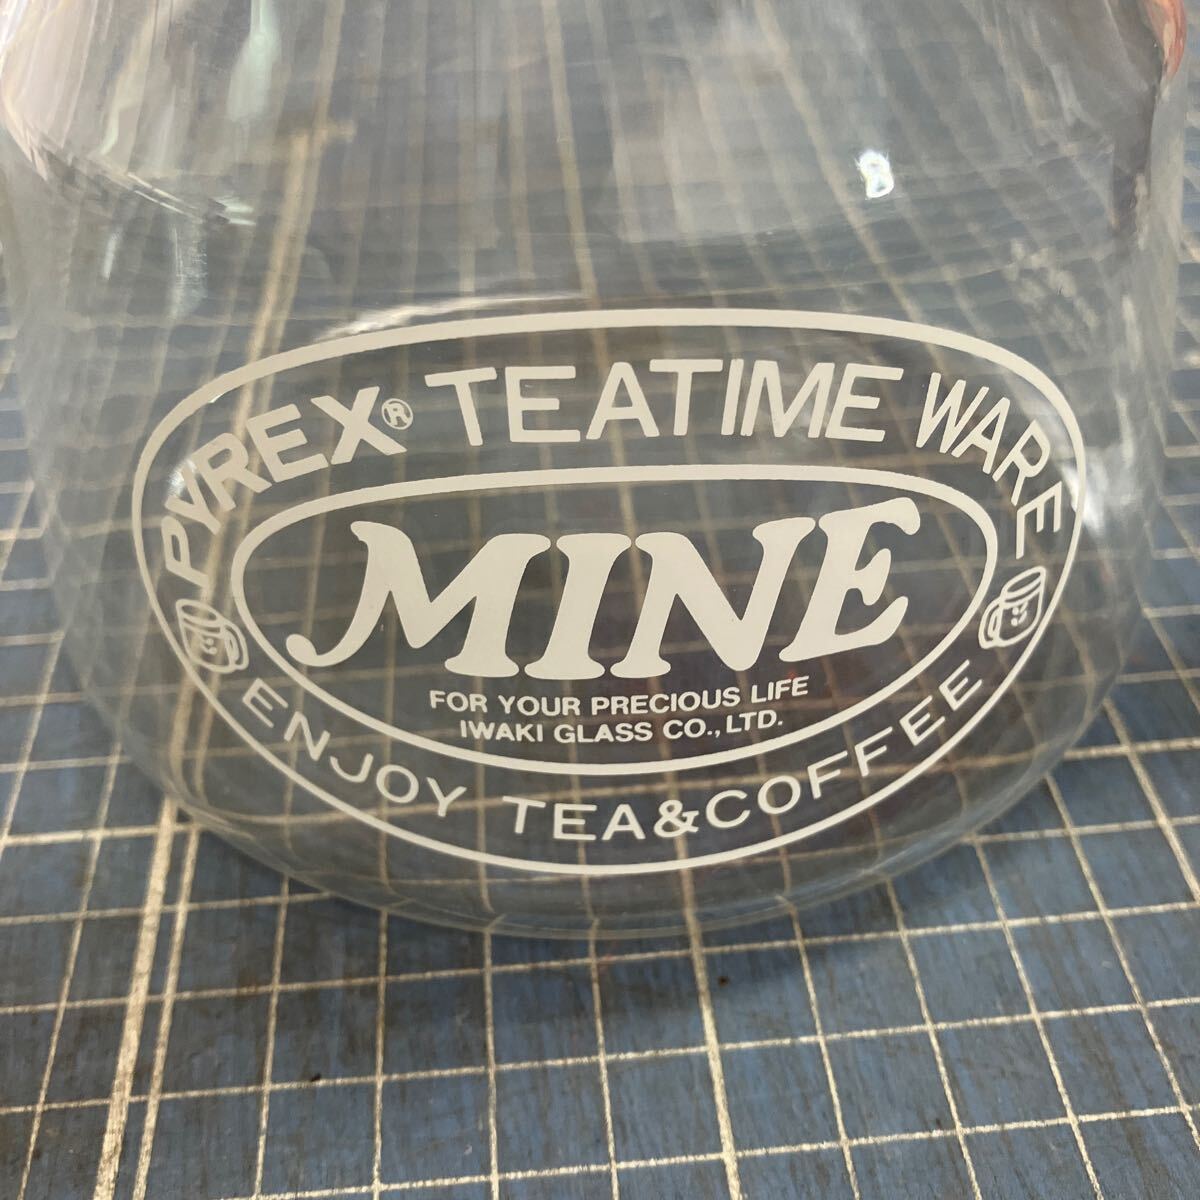 PYREX® TEATIME WARE
MINE
FOR YOUR PRECIOUS LIFE
IWAKI GLASS CO., LTD.
ENJOY TEA&COFFEE